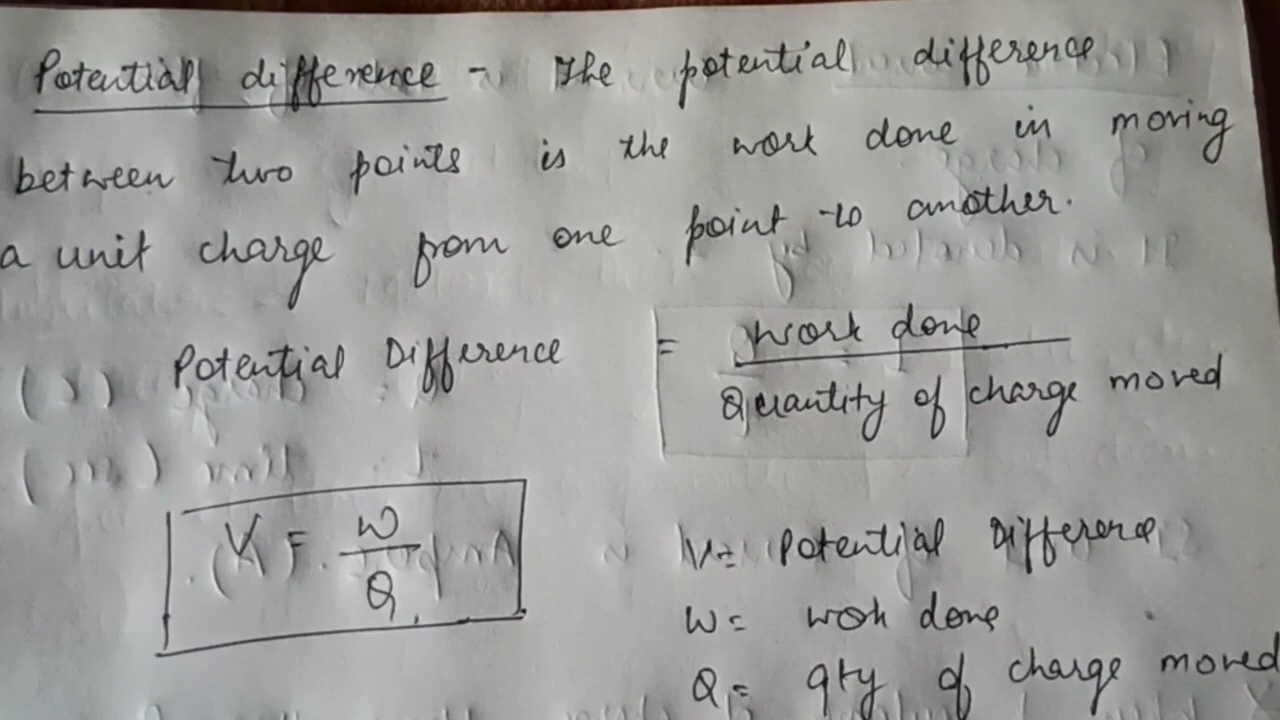 Potential difference - The potential difference
between two points is the work done in moving
a unit charge from one point to another.
Potential Difference = work done
Quantity of charge moved
V = W
Q
V = Potential Difference
W = work done
Q = qty of charge moved